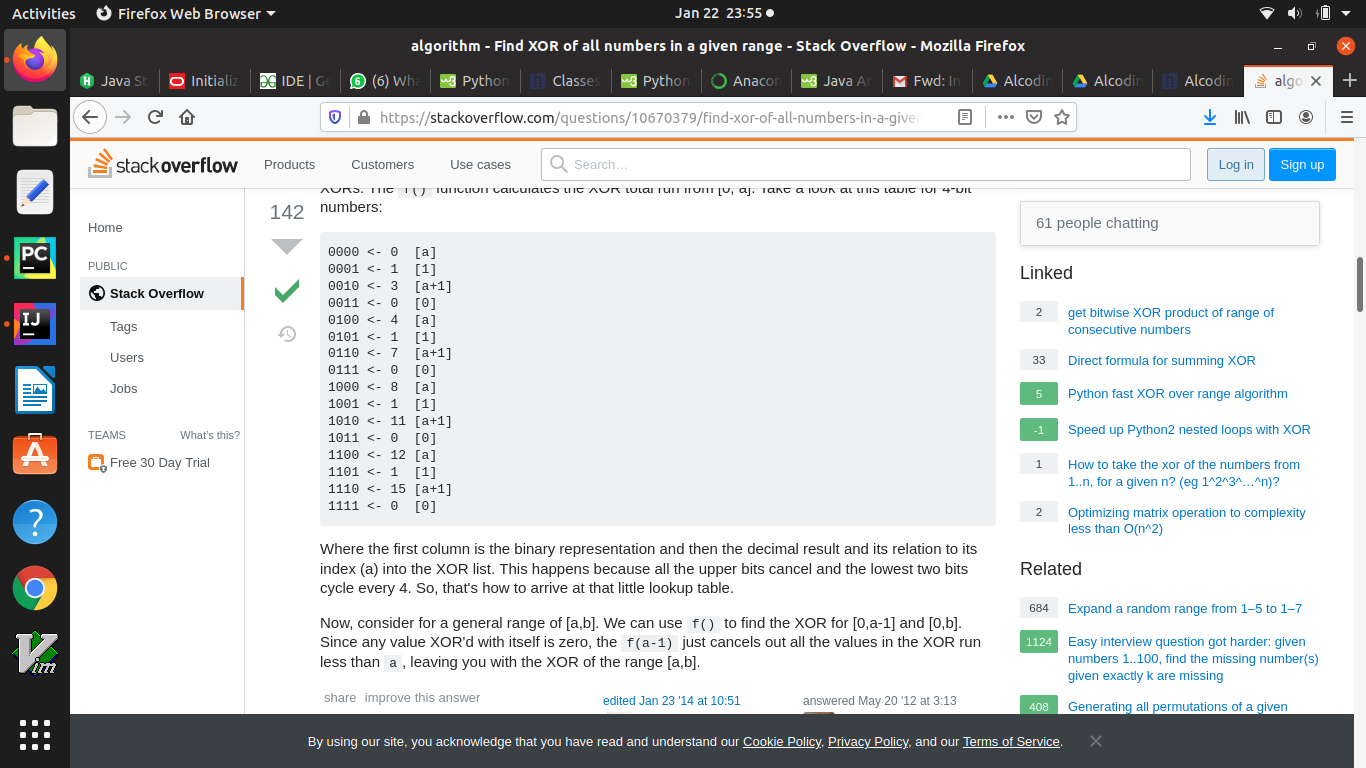 Activities Firefox Web Browser Jan 22 23:55
algorithm - Find XOR of all numbers in a given range - Stack Overflow - Mozilla Firefox
Java St Initializ IDE | Ge (6) Wha Python Classes Python Anacon Java Ar Fwd: In Alcodin Alcodin Alcodin algo
https://stackoverflow.com/questions/10670379/find-xor-of-all-numbers-in-a-given
stackoverflow Products Customers Use cases Search… Log in Sign up
Home
PUBLIC
Stack Overflow
Tags
Users
Jobs
TEAMS What's this?
Free 30 Day Trial
142
XORs. The f() function calculates the XOR total run from [0, a]. Take a look at this table for 4-bit
numbers:
0000 <- 0  [a]
0001 <- 1  [1]
0010 <- 3  [a+1]
0011 <- 0  [0]
0100 <- 4  [a]
0101 <- 1  [1]
0110 <- 7  [a+1]
0111 <- 0  [0]
1000 <- 8  [a]
1001 <- 1  [1]
1010 <- 11 [a+1]
1011 <- 0  [0]
1100 <- 12 [a]
1101 <- 1  [1]
1110 <- 15 [a+1]
1111 <- 0  [0]
Where the first column is the binary representation and then the decimal result and its relation to its
index (a) into the XOR list. This happens because all the upper bits cancel and the lowest two bits
cycle every 4. So, that's how to arrive at that little lookup table.
Now, consider for a general range of [a,b]. We can use f() to find the XOR for [0,a-1] and [0,b].
Since any value XOR'd with itself is zero, the f(a-1) just cancels out all the values in the XOR run
less than a , leaving you with the XOR of the range [a,b].
share improve this answer edited Jan 23 '14 at 10:51 answered May 20 '12 at 3:13
61 people chatting
Linked
2 get bitwise XOR product of range of
consecutive numbers
33 Direct formula for summing XOR
5 Python fast XOR over range algorithm
-1 Speed up Python2 nested loops with XOR
1 How to take the xor of the numbers from
1..n, for a given n? (eg 1^2^3^…^n)?
2 Optimizing matrix operation to complexity
less than O(n^2)
Related
684 Expand a random range from 1–5 to 1–7
1124 Easy interview question got harder: given
numbers 1..100, find the missing number(s)
given exactly k are missing
408 Generating all permutations of a given
By using our site, you acknowledge that you have read and understand our Cookie Policy, Privacy Policy, and our Terms of Service.
PC
IJ
Vim